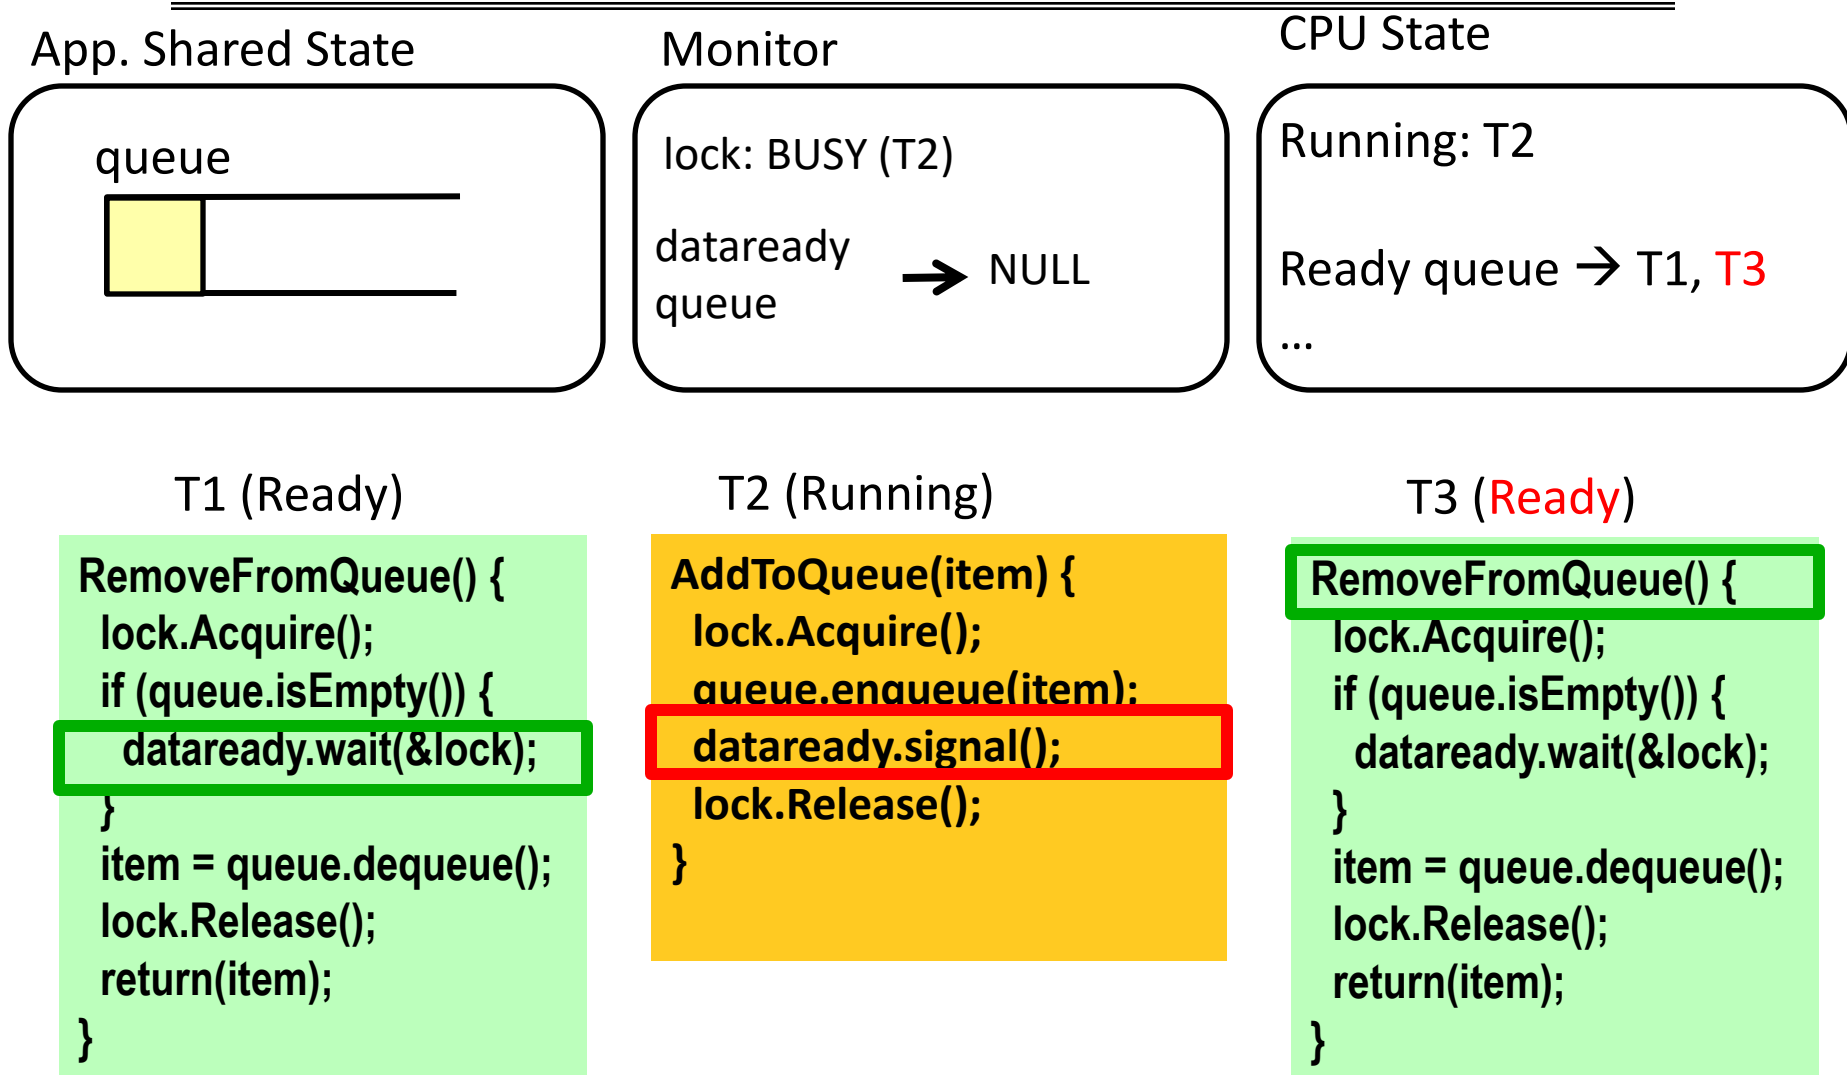 App. Shared State
Monitor
CPU State
queue
lock: BUSY (T2)
dataready
queue
→ NULL
Running: T2
Ready queue → T1, T3
...
T1 (Ready)
RemoveFromQueue() {
lock.Acquire();
if (queue.isEmpty()) {
dataready.wait(&lock);
}
item = queue.dequeue();
lock.Release();
return(item);
}
T2 (Running)
AddToQueue(item) {
lock.Acquire();
queue.enqueue(item);
dataready.signal();
lock.Release();
}
T3 (Ready)
RemoveFromQueue() {
lock.Acquire();
if (queue.isEmpty()) {
dataready.wait(&lock);
}
item = queue.dequeue();
lock.Release();
return(item);
}